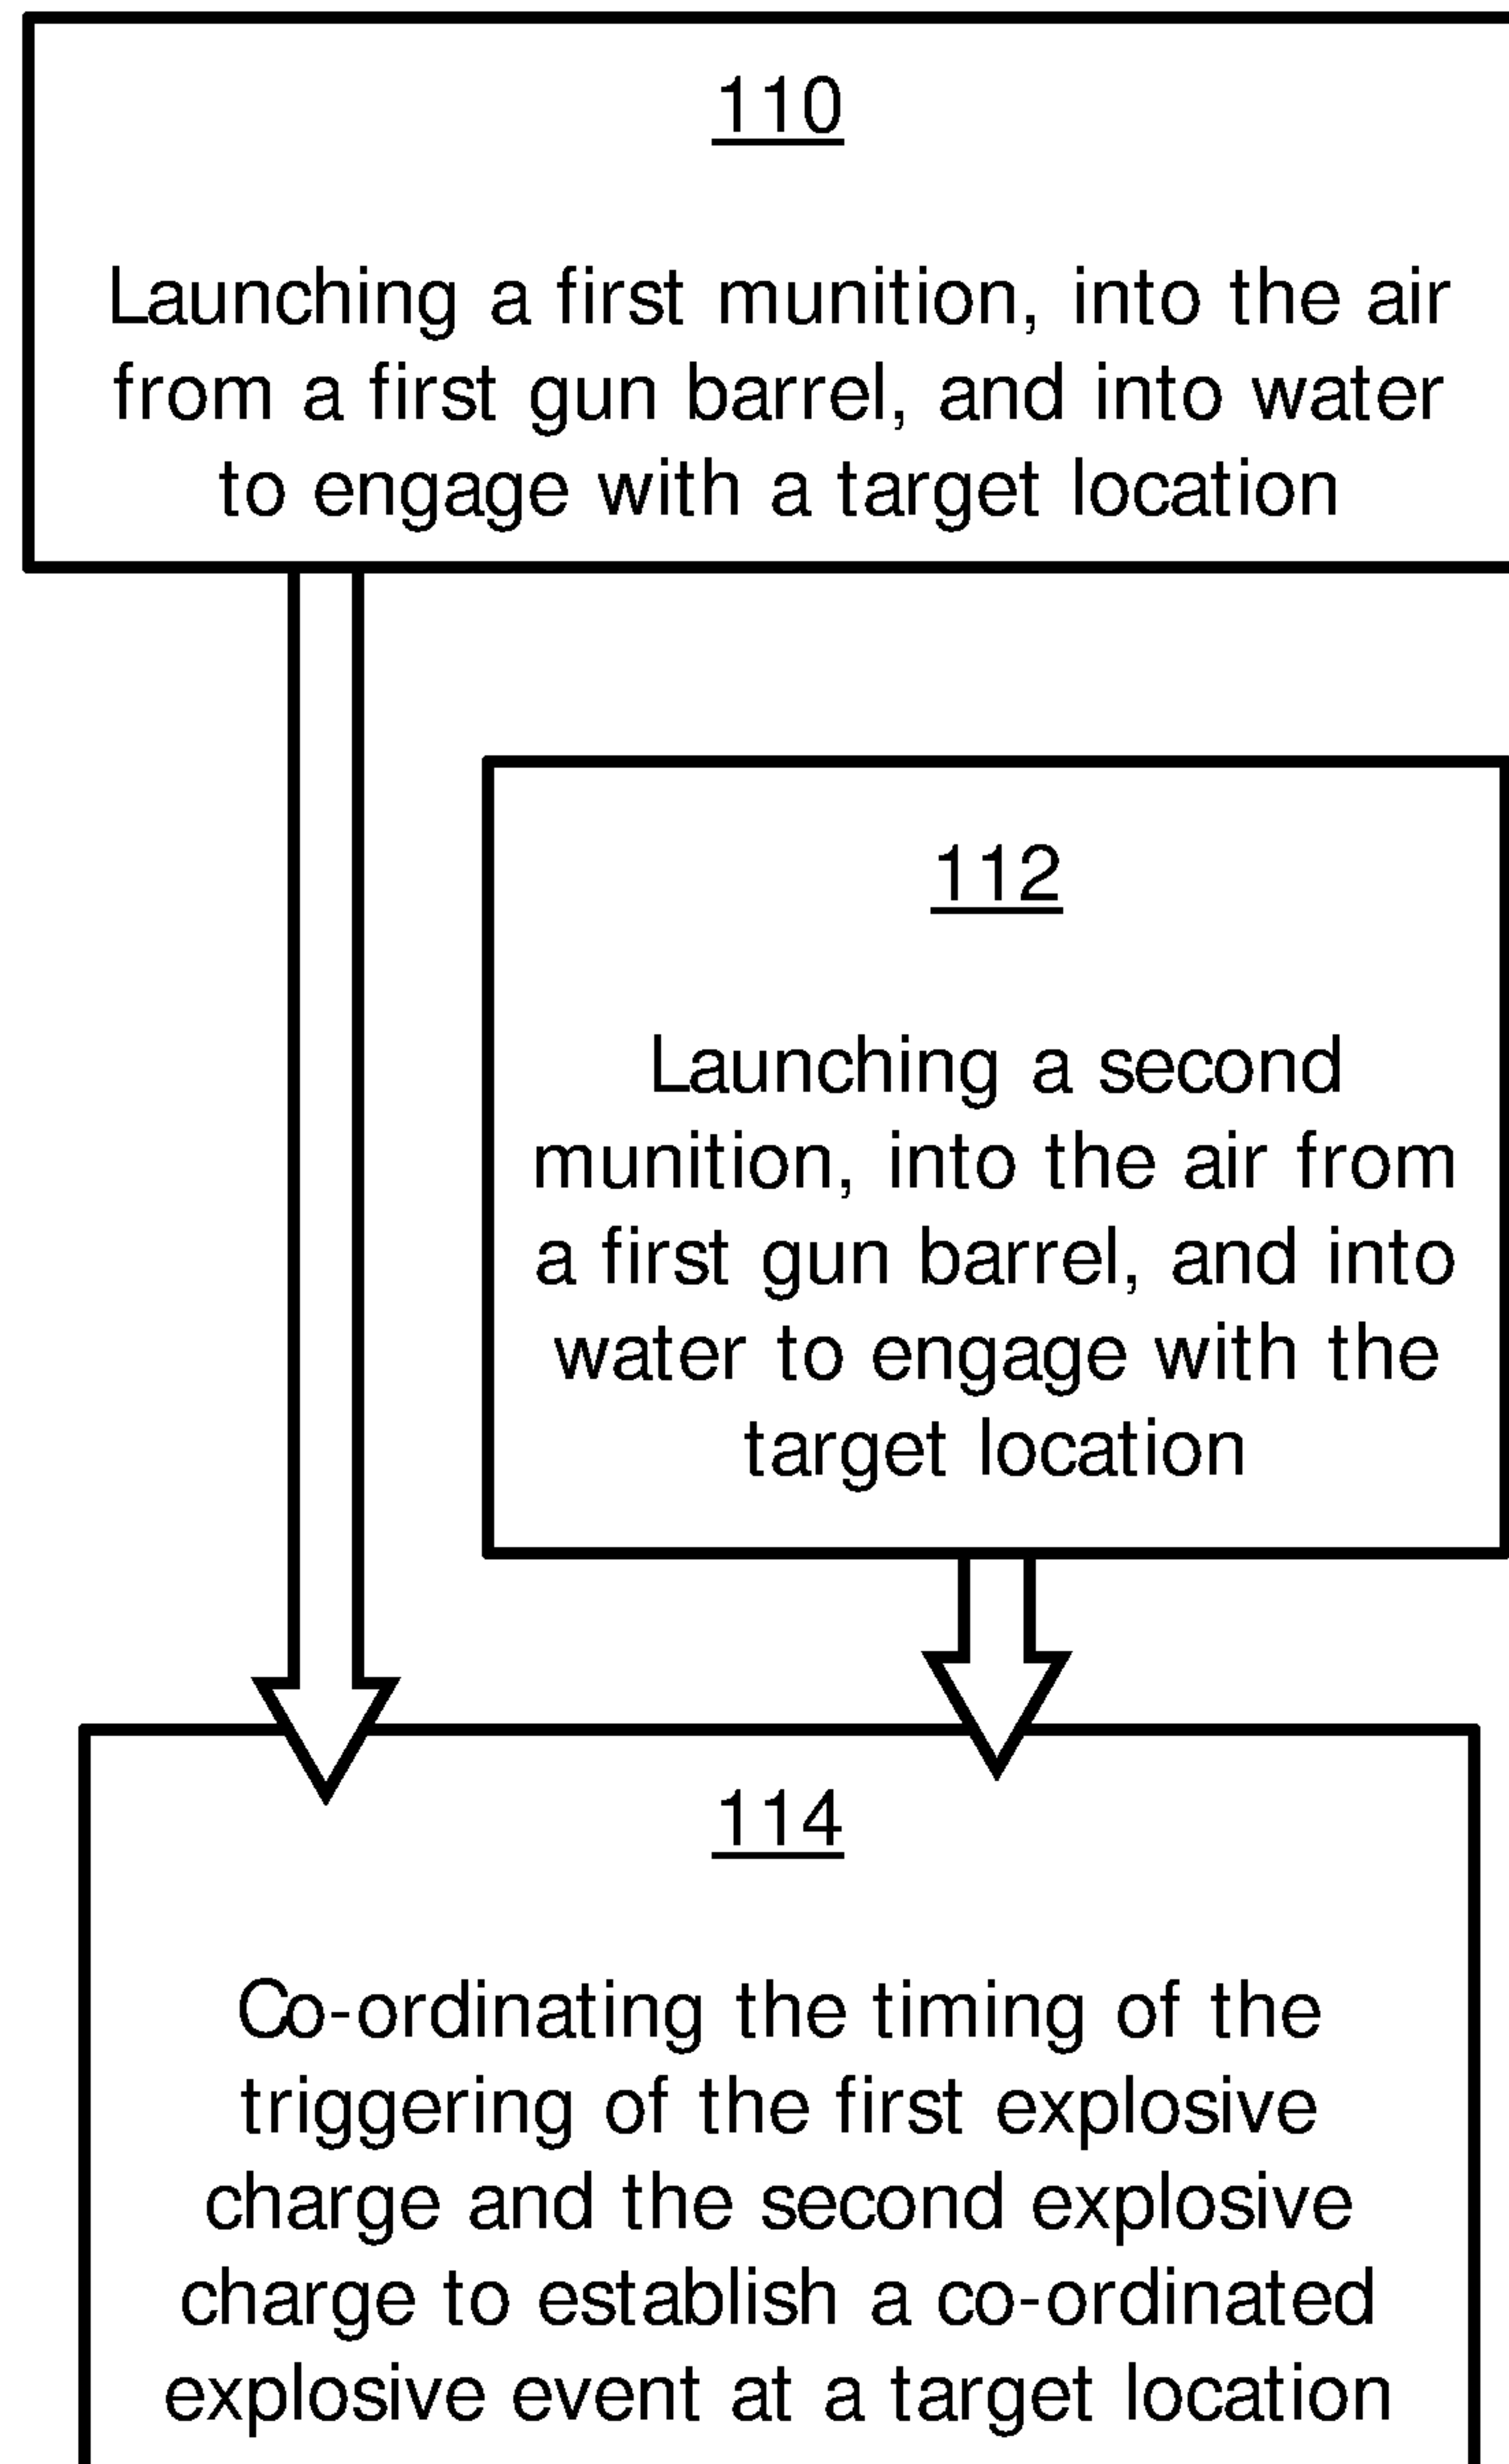 110
Launching a first munition, into the air
from a first gun barrel, and into water
to engage with a target location
112
Launching a second
munition, into the air from
a first gun barrel, and into
water to engage with the
target location
114
Co-ordinating the timing of the
triggering of the first explosive
charge and the second explosive
charge to establish a co-ordinated
explosive event at a target location